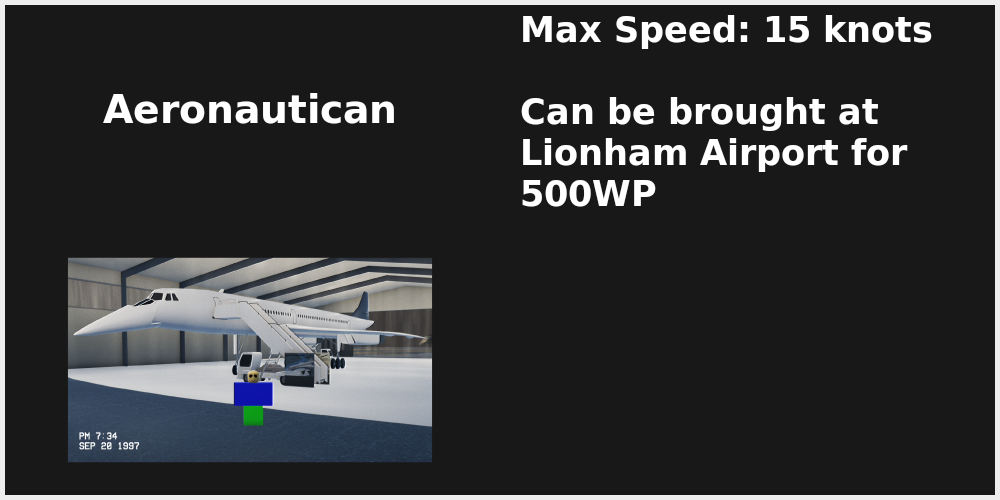 Aeronautican
Max Speed: 15 knots
Can be brought at
Lionham Airport for
500WP
PM 7:34
SEP 20 1997